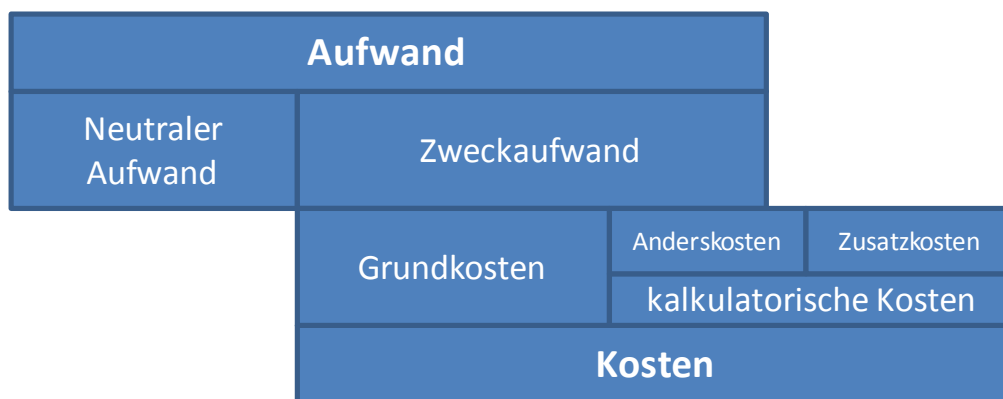 Aufwand
Neutraler
Aufwand
Zweckaufwand
Grundkosten
Anderskosten
Zusatzkosten
kalkulatorische Kosten
Kosten